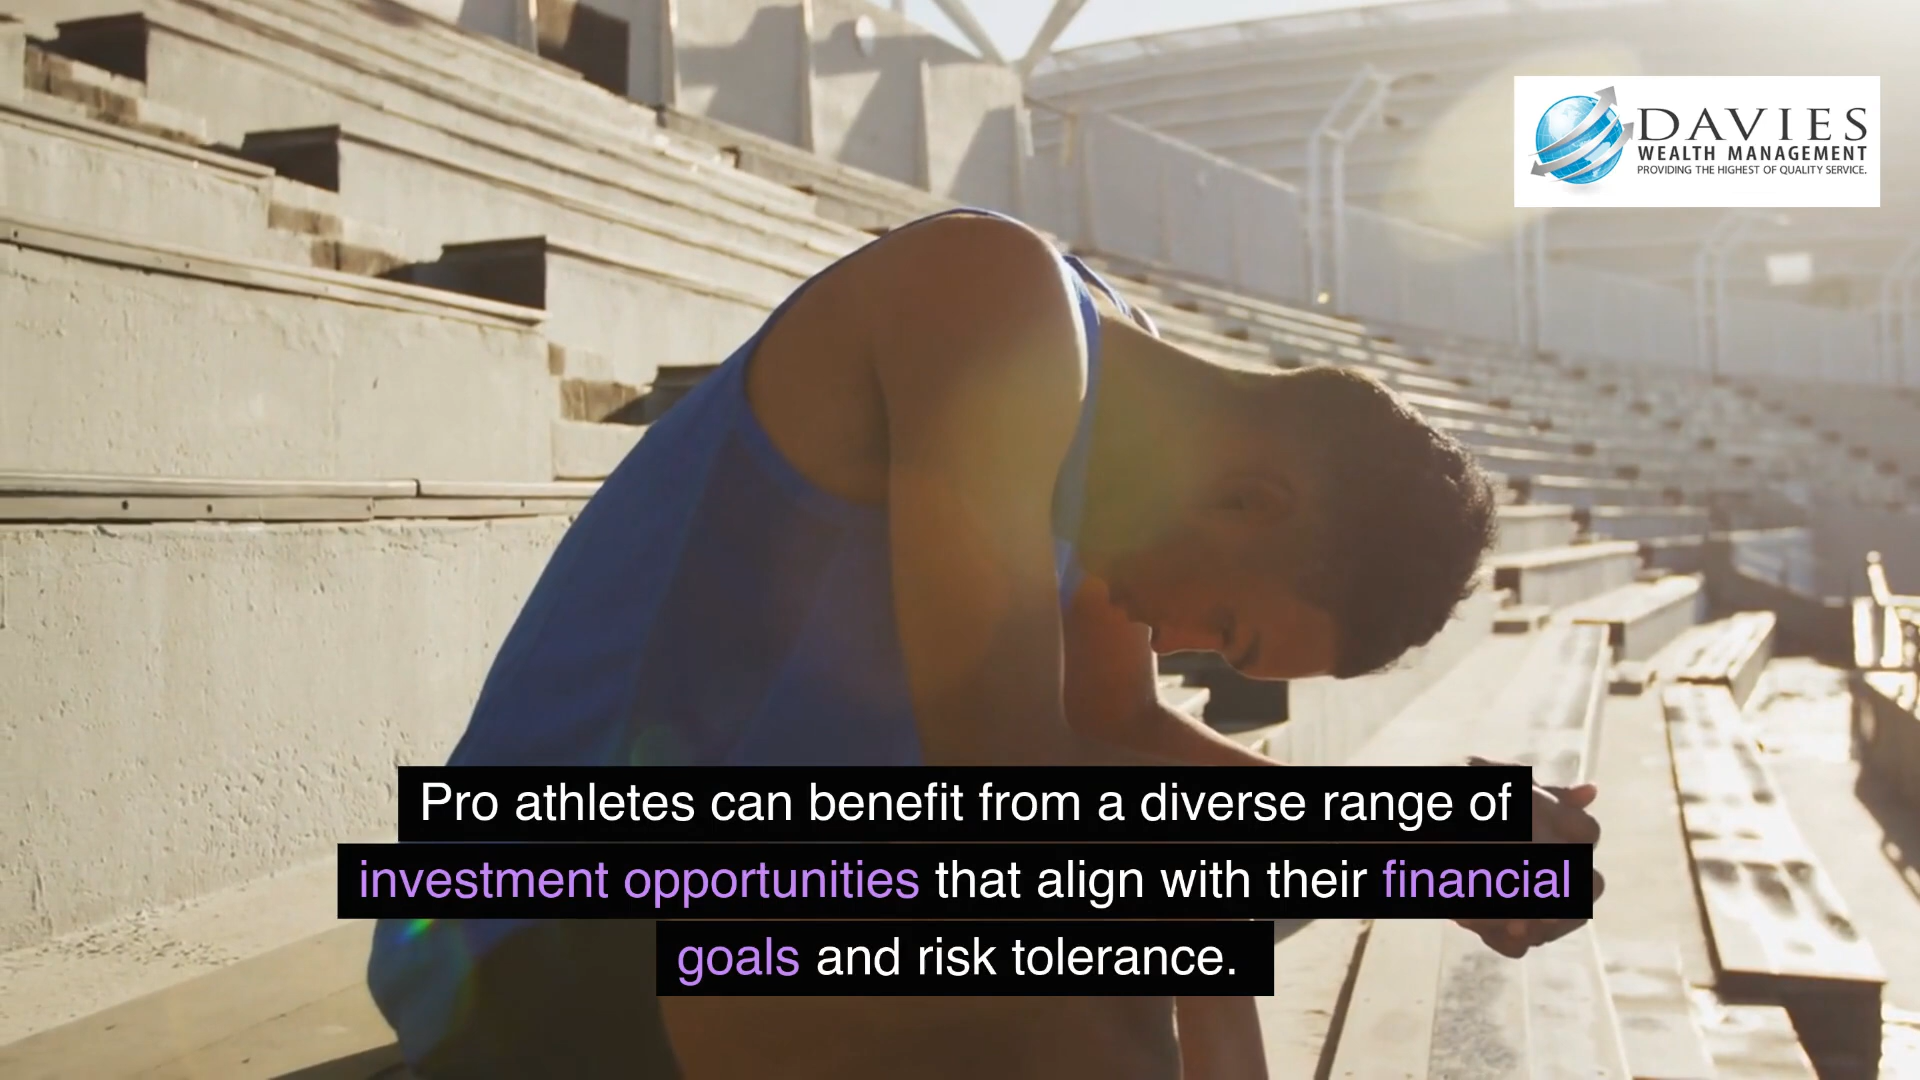 DAVIES
WEALTH MANAGEMENT
PROVIDING THE HIGHEST OF QUALITY SERVICE.
Pro athletes can benefit from a diverse range of
investment opportunities that align with their financial
goals and risk tolerance.